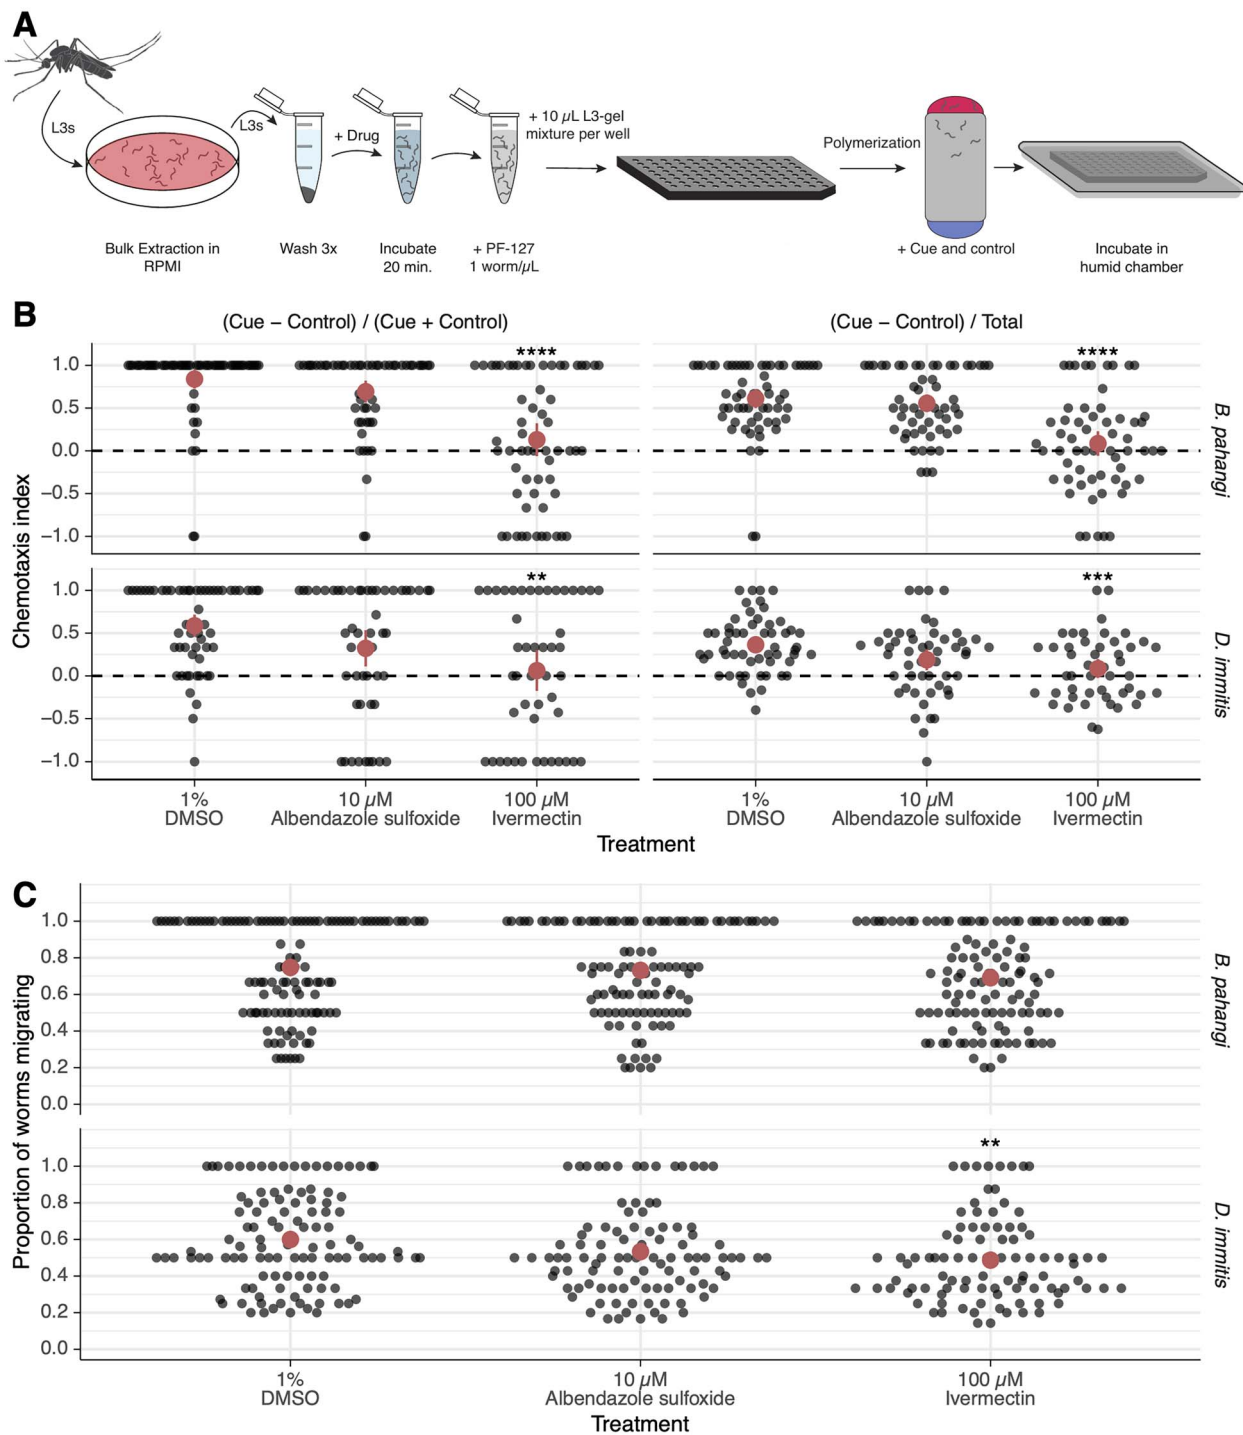 A
L3s
L3s
+ Drug
+ 10 µL L3-gel
mixture per well
Polymerization
Bulk Extraction in
RPMI
Wash 3x
Incubate
20 min.
+ PF-127
1 worm/µL
+ Cue and control
Incubate in
humid chamber
B
(Cue − Control) / (Cue + Control)
(Cue − Control) / Total
Chemotaxis index
1.0
0.5
0.0
−0.5
−1.0
****
****
B. pahangi
1.0
0.5
0.0
−0.5
−1.0
**
***
D. immitis
1%
DMSO
10 µM
Albendazole sulfoxide
100 µM
Ivermectin
1%
DMSO
10 µM
Albendazole sulfoxide
100 µM
Ivermectin
Treatment
C
Proportion of worms migrating
1.0
0.8
0.6
0.4
0.2
0.0
B. pahangi
1.0
0.8
0.6
0.4
0.2
0.0
**
D. immitis
1%
DMSO
10 µM
Albendazole sulfoxide
100 µM
Ivermectin
Treatment